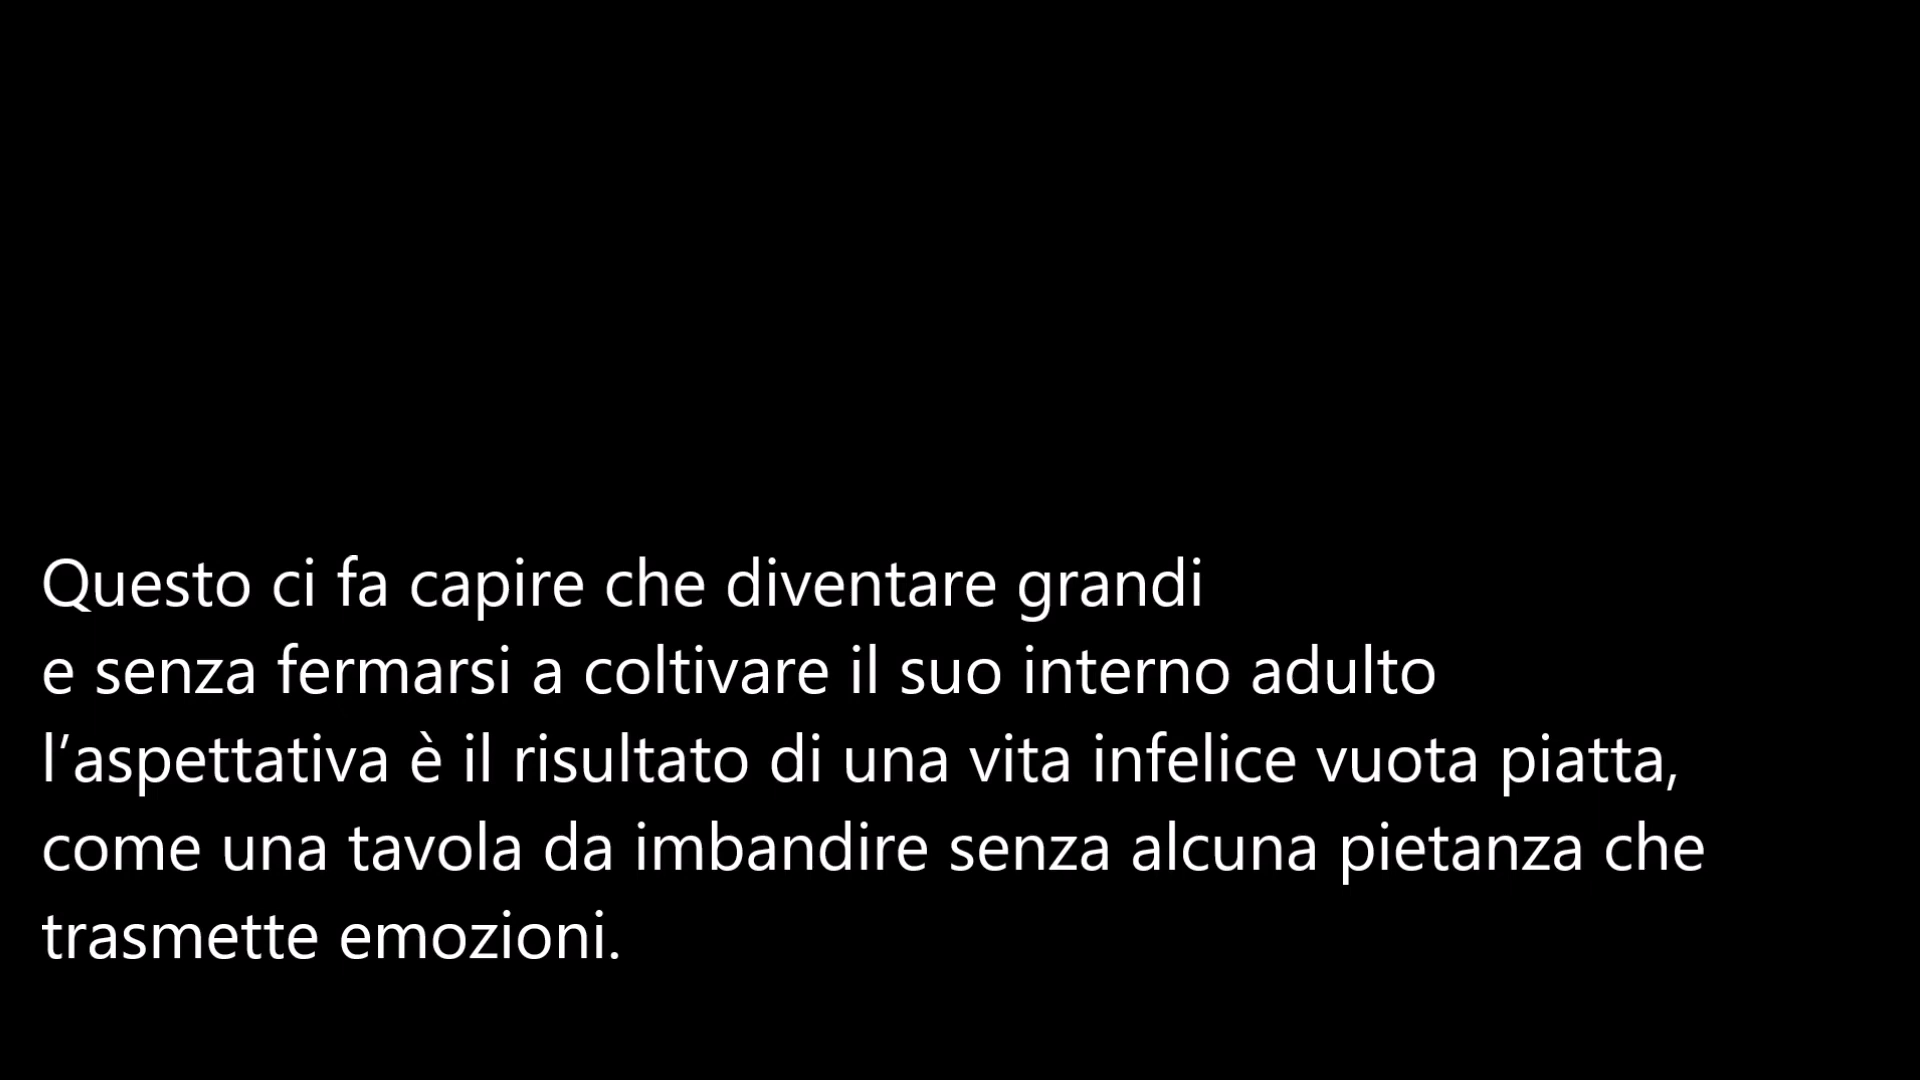 Questo ci fa capire che diventare grandi
e senza fermarsi a coltivare il suo interno adulto
l’aspettativa è il risultato di una vita infelice vuota piatta,
come una tavola da imbandire senza alcuna pietanza che
trasmette emozioni.